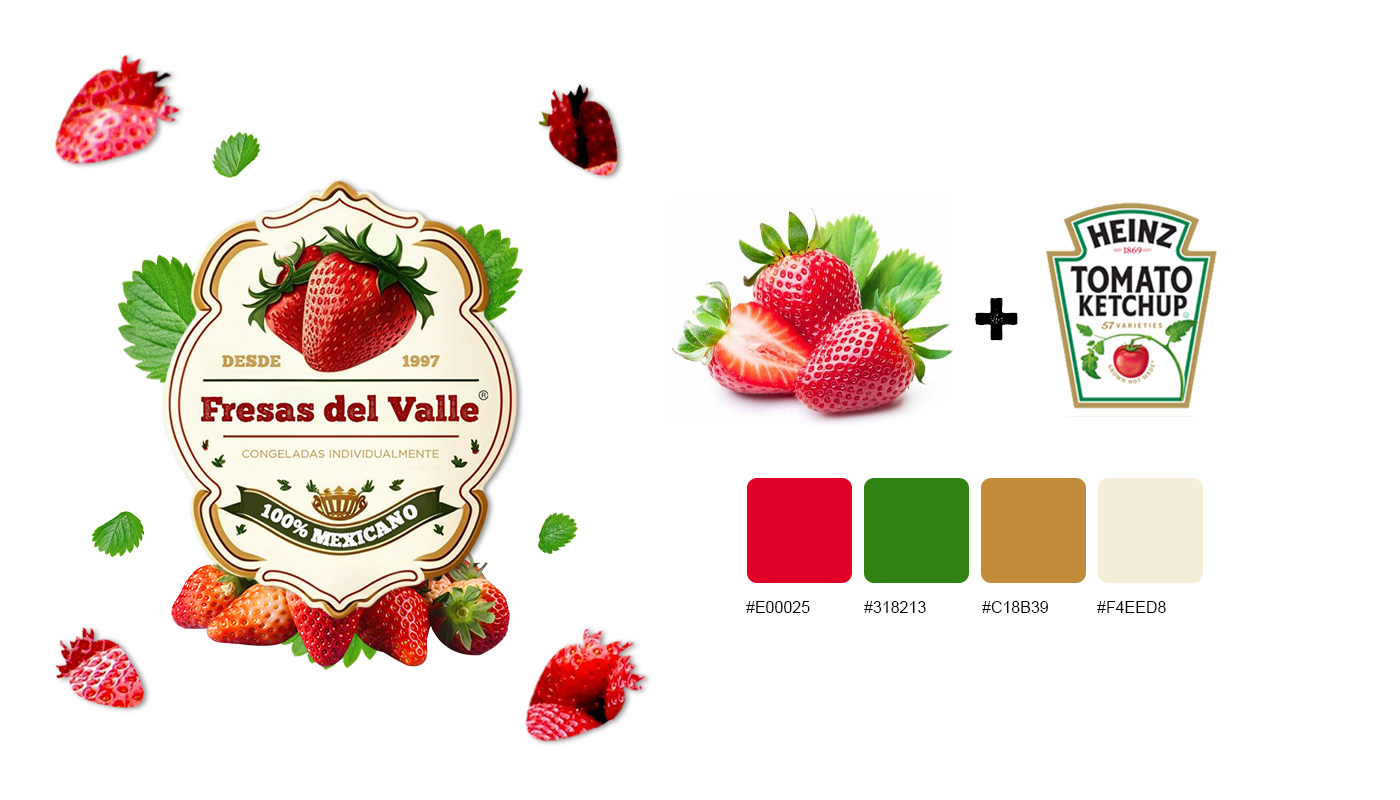 DESDE 1997
Fresas del Valle®
CONGELADAS INDIVIDUALMENTE
100% MEXICANO
HEINZ
1869
TOMATO
KETCHUP
57 VARIETIES
GROWN NOT MADE
#E00025 #318213 #C18B39 #F4EED8